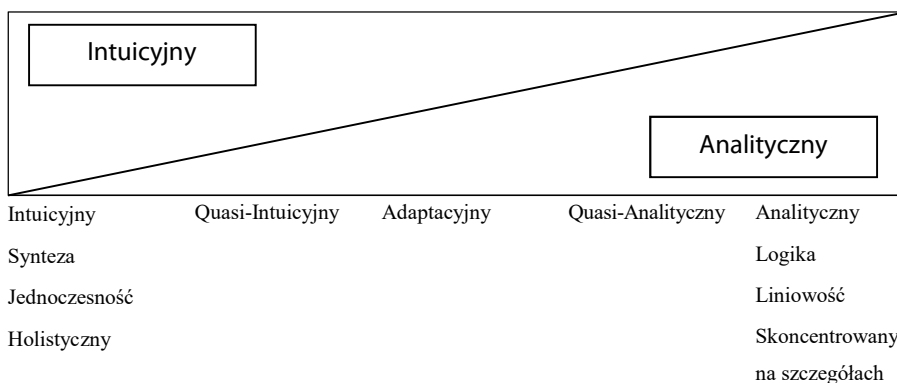 Intuicyjny
Analityczny
Intuicyjny Quasi-Intuicyjny Adaptacyjny Quasi-Analityczny Analityczny
Synteza Logika
Jednoczesność Liniowość
Holistyczny Skoncentrowany
na szczegółach